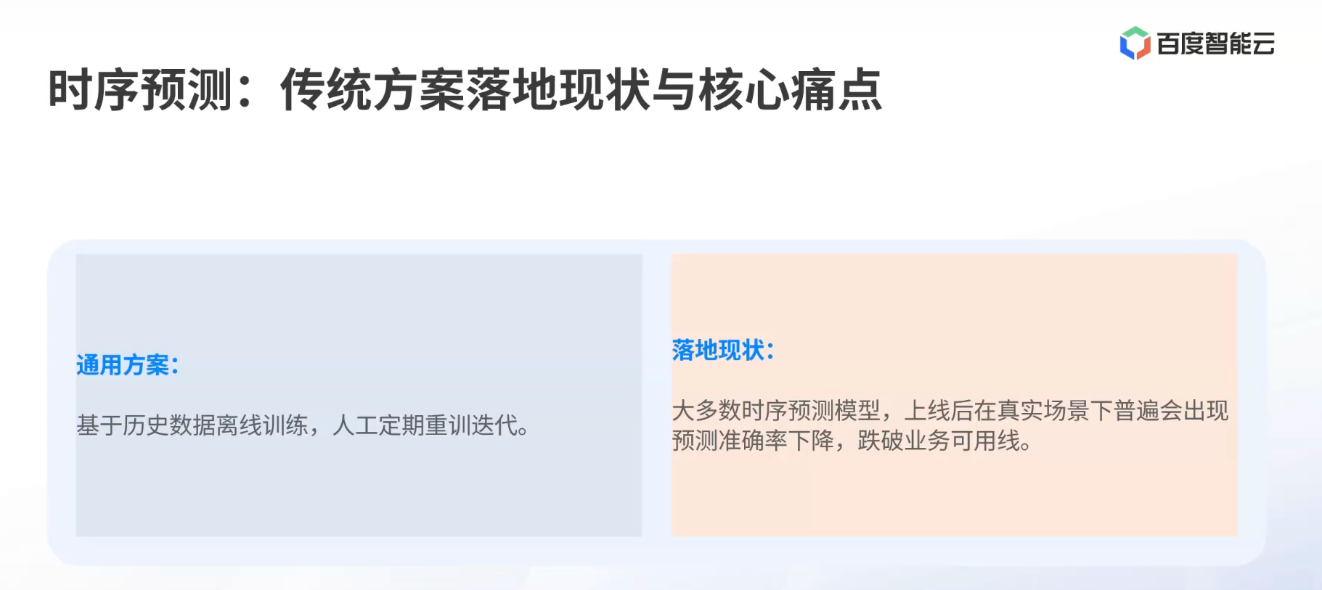 百度智能云
时序预测：传统方案落地现状与核心痛点
通用方案：
基于历史数据离线训练，人工定期重训迭代。
落地现状：
大多数时序预测模型，上线后在真实场景下普遍会出现
预测准确率下降，跌破业务可用线。